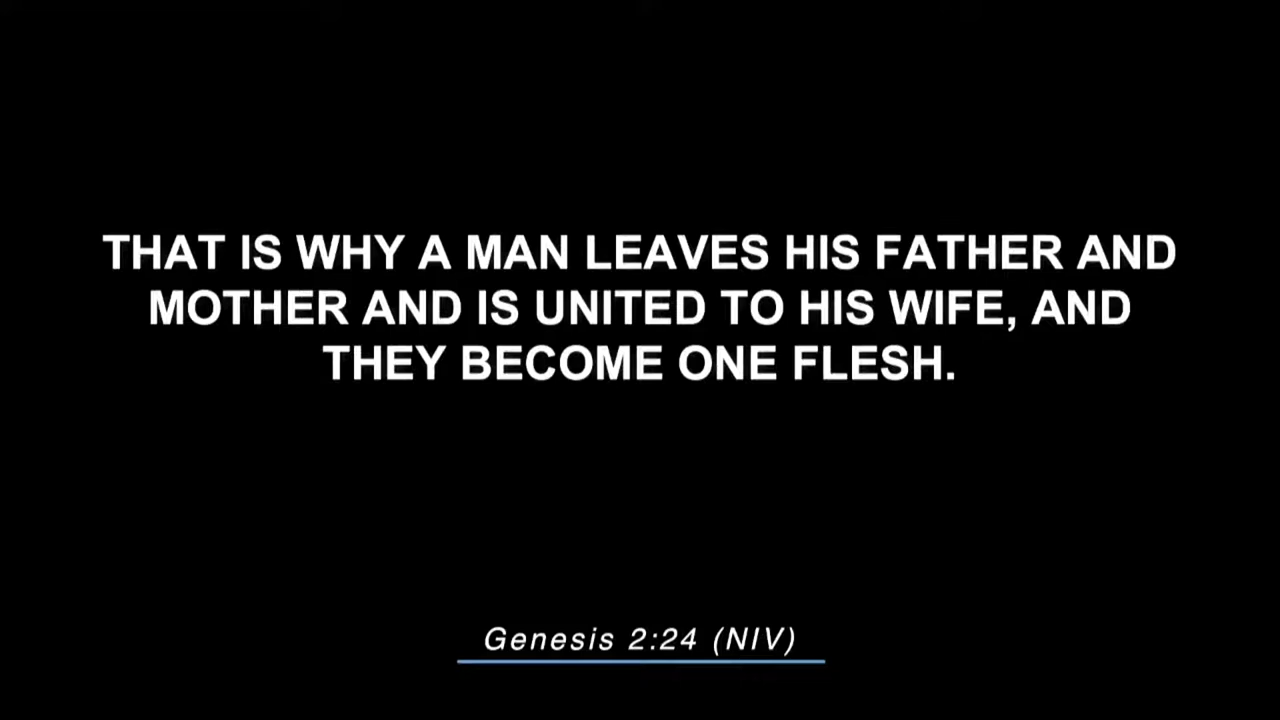 THAT IS WHY A MAN LEAVES HIS FATHER AND
MOTHER AND IS UNITED TO HIS WIFE, AND
THEY BECOME ONE FLESH.
Genesis 2:24 (NIV)